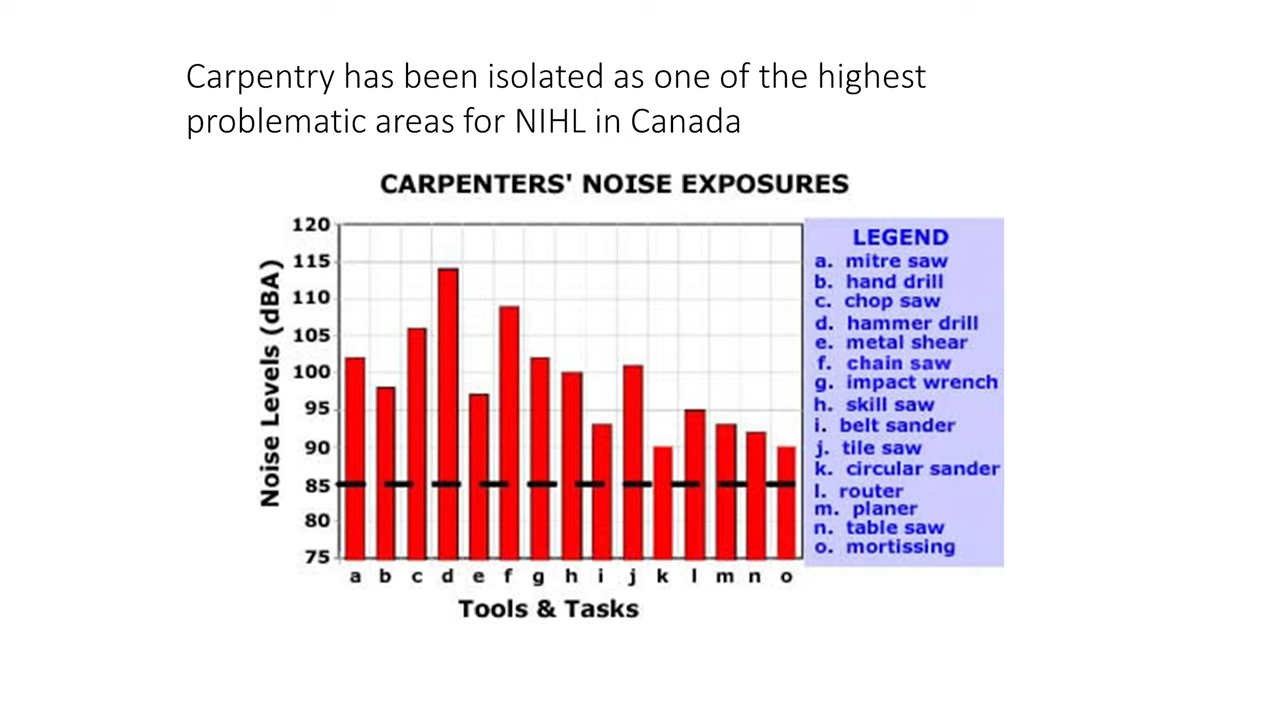 Carpentry has been isolated as one of the highest
problematic areas for NIHL in Canada
CARPENTERS' NOISE EXPOSURES
Noise Levels (dBA)
120
115
110
105
100
95
90
85
80
75
a b c d e f g h i j k l m n o
Tools & Tasks
LEGEND
a. mitre saw
b. hand drill
c. chop saw
d. hammer drill
e. metal shear
f. chain saw
g. impact wrench
h. skill saw
i. belt sander
j. tile saw
k. circular sander
l. router
m. planer
n. table saw
o. mortissing